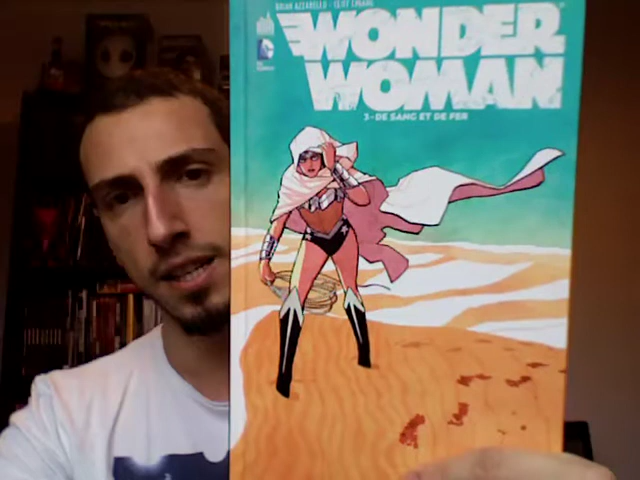 BRIAN AZZARELLO / CLIFF CHIANG
WONDER
WOMAN
3 - DE SANG ET DE FER